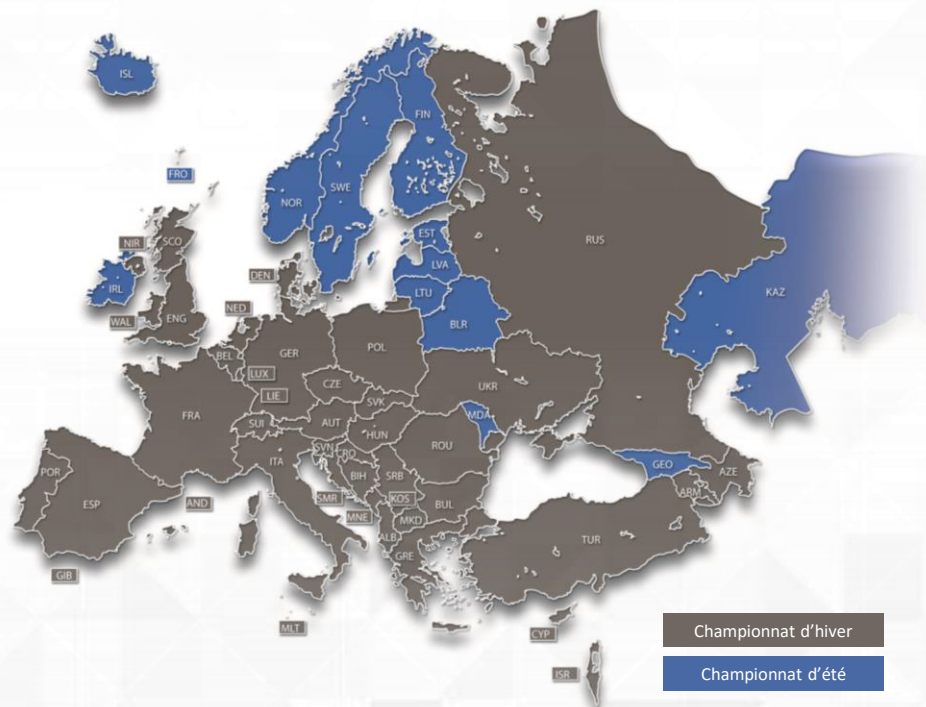 ISL
FIN
FRO
SWE
NOR
RUS
EST
NIR
SCO
LVA
DEN
IRL
LTU
KAZ
NED
WAL
ENG
BLR
POL
GER
BEL
LUX
CZE
UKR
LIE
SVK
FRA
MDA
SUI
AUT
HUN
ROU
SVN
CRO
ITA
GEO
AZE
POR
BIH
SRB
ARM
ESP
AND
SMR
KOS
BUL
MNE
MKD
ALB
TUR
GRE
GIB
MLT
CYP
Championnat d'hiver
ISR
Championnat d'été